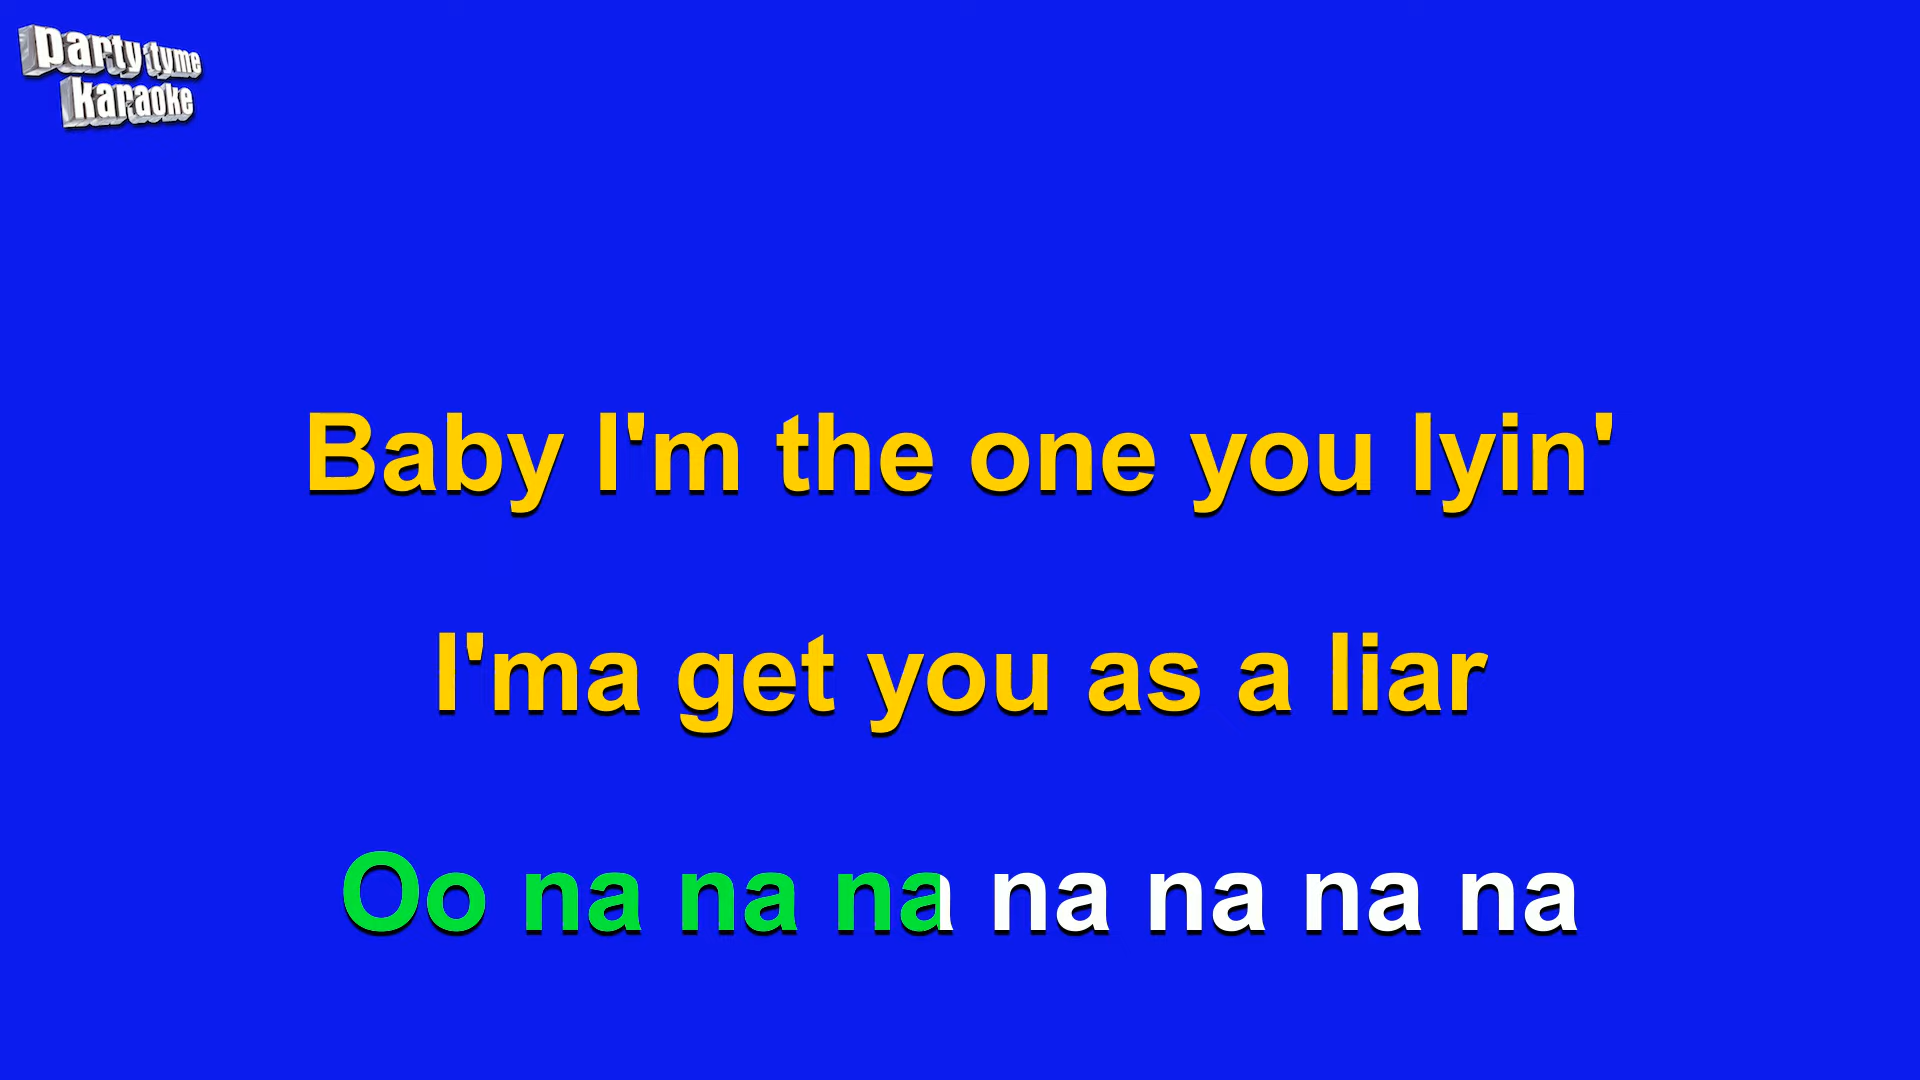 party tyme
karaoke
Baby I'm the one you lyin'
I'ma get you as a liar
Oo na na na na na na na